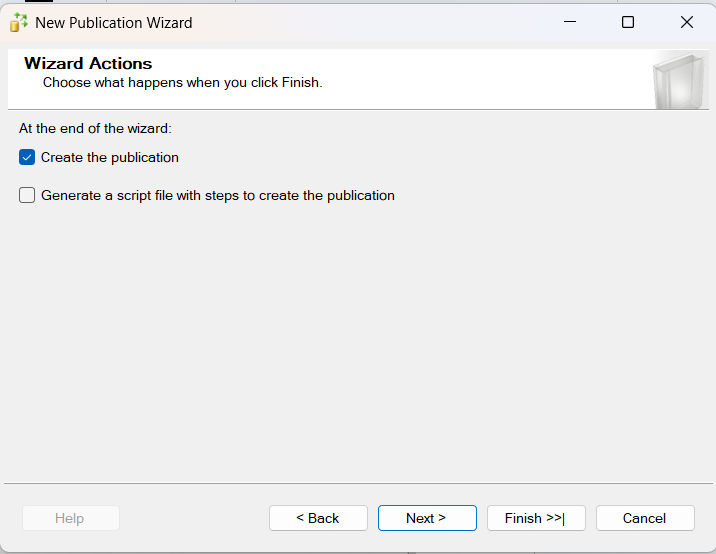 New Publication Wizard
Wizard Actions
Choose what happens when you click Finish.
At the end of the wizard:
Create the publication
Generate a script file with steps to create the publication
Help
< Back
Next >
Finish >>|
Cancel